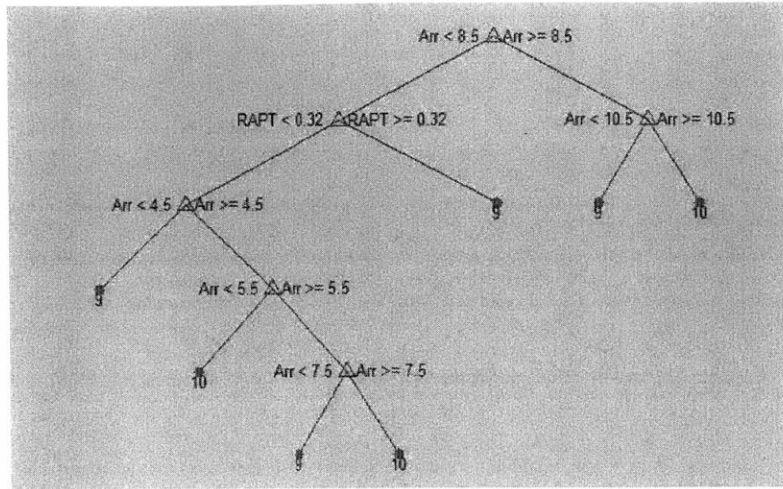 Arr < 8.5 Arr >= 8.5
RAPT < 0.32 RAPT >= 0.32 Arr < 10.5 Arr >= 10.5
Arr < 4.5 Arr >= 4.5 9 9 10
9 Arr < 5.5 Arr >= 5.5
10 Arr < 7.5 Arr >= 7.5
9 10